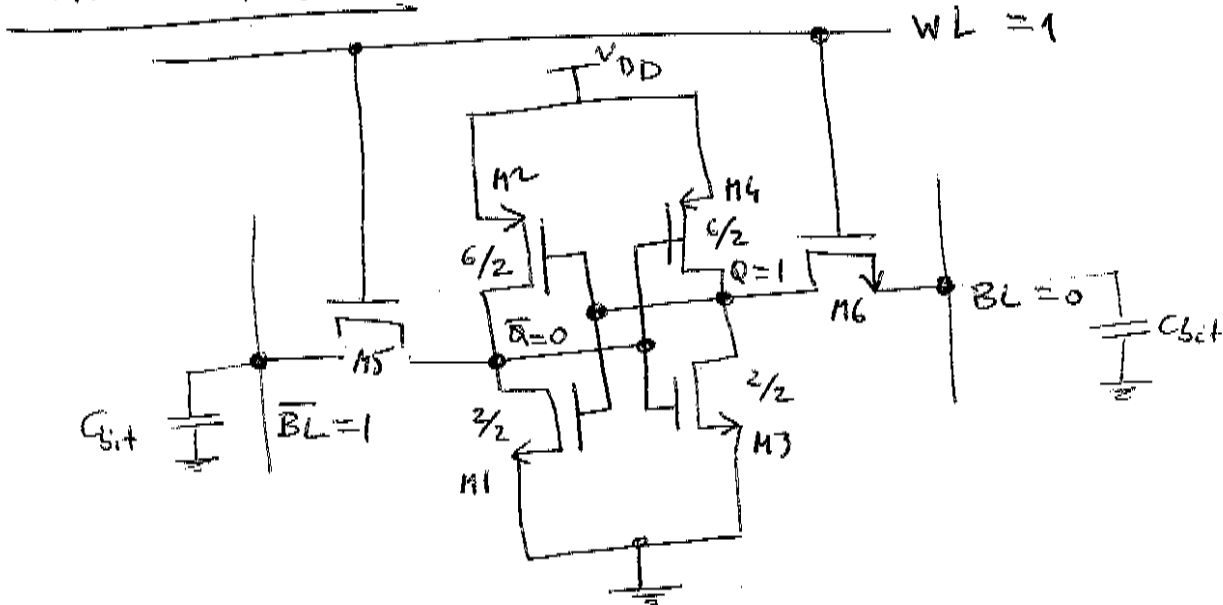 WL = 1
VDD
M2
M4
6/2
6/2
Q=1
Q̅=0
M6
BL = 0
Cbit
M5
Cbit
B̅L̅=1
2/2
2/2
M1
M3